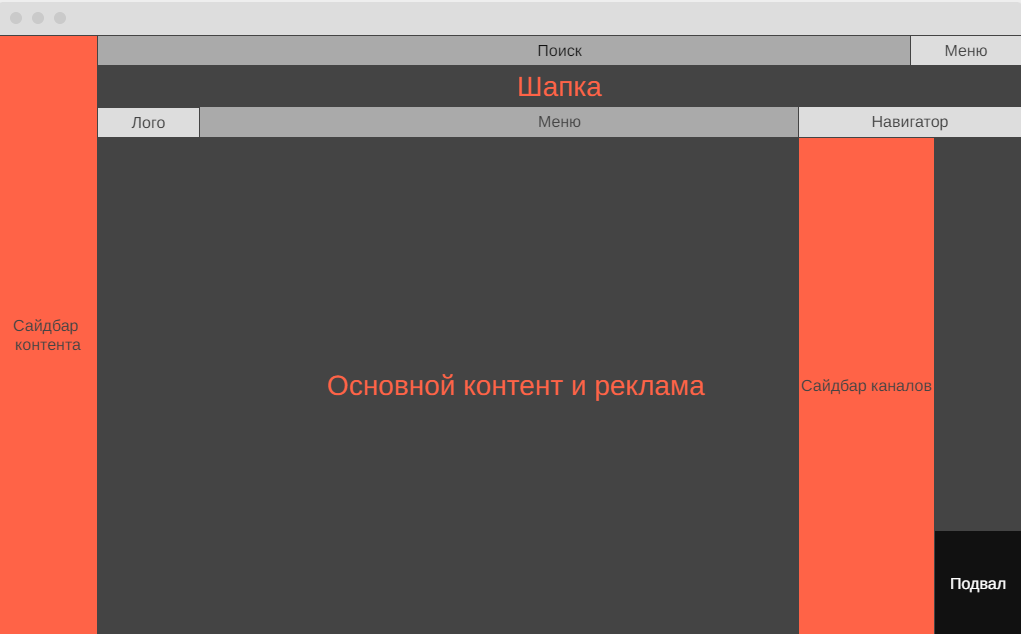 Поиск
Меню
Шапка
Лого
Меню
Навигатор
Сайдбар
контента
Основной контент и реклама
Сайдбар каналов
Подвал